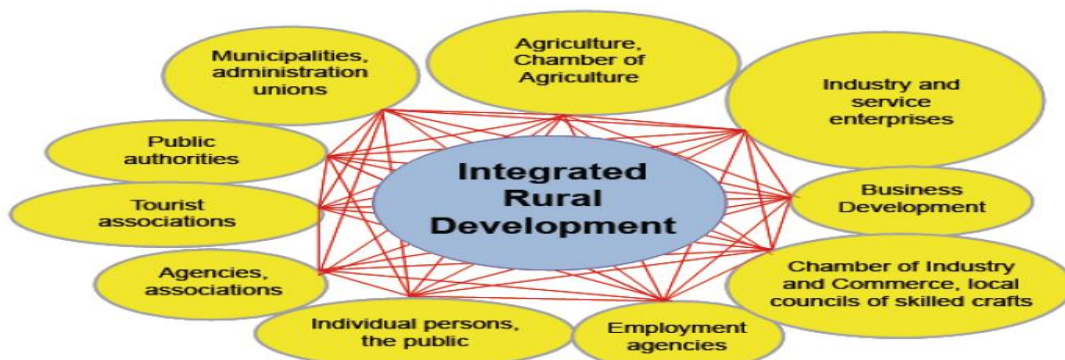 Municipalities,
administration
unions
Agriculture,
Chamber of
Agriculture
Industry and
service
enterprises
Public
authorities
Integrated
Rural
Development
Business
Development
Tourist
associations
Agencies,
associations
Chamber of Industry
and Commerce, local
councils of skilled crafts
Individual persons,
the public
Employment
agencies